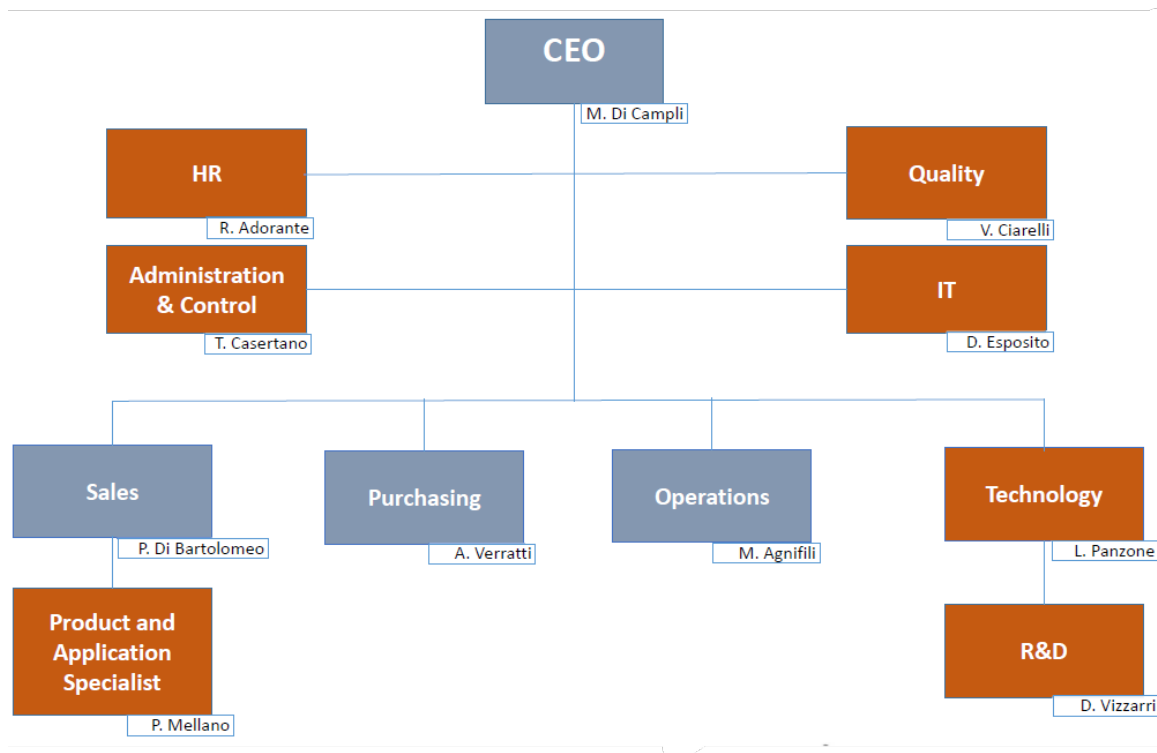 CEO
M. Di Campli
HR
R. Adorante
Quality
V. Ciarelli
Administration
& Control
T. Casertano
IT
D. Esposito
Sales
P. Di Bartolomeo
Purchasing
A. Verratti
Operations
M. Agnifili
Technology
L. Panzone
Product and
Application
Specialist
P. Mellano
R&D
D. Vizzarri